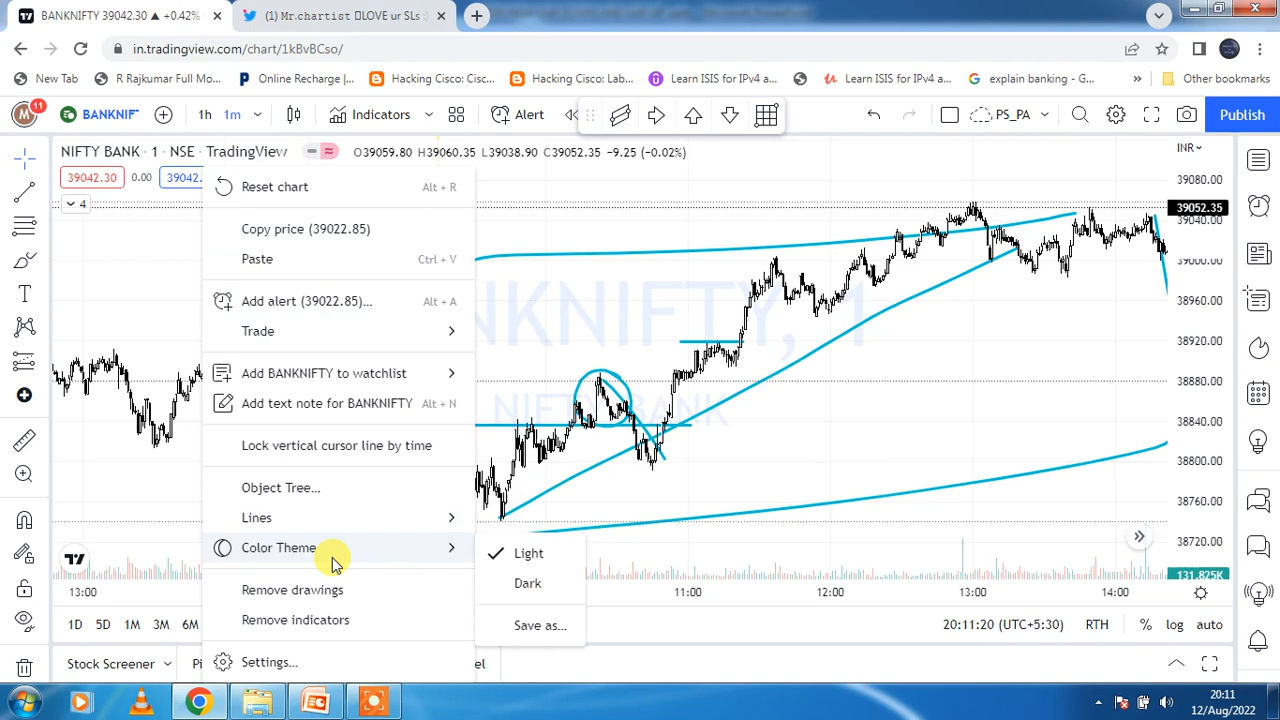 BANKNIFTY 39042.30 ▲ +0.42%
(1) Mr.chartist LOVE ur SLs :)
in.tradingview.com/chart/1kBvBCso/
New Tab
R Rajkumar Full Mo...
Online Recharge |...
Hacking Cisco: Cisc...
Hacking Cisco: Lab...
Learn ISIS for IPv4 a...
Learn ISIS for IPv4 a...
explain banking - G...
»
Other bookmarks
M 11
BANKNIF
1h
1m
Indicators
Alert
PS_PA
Publish
NIFTY BANK · 1 · NSE · TradingView
O39059.80 H39060.35 L39038.90 C39052.35 −9.25 (−0.02%)
INR
39042.30
0.00
39042.
4
Reset chart Alt + R
Copy price (39022.85)
Paste Ctrl + V
Add alert (39022.85)... Alt + A
Trade
Add BANKNIFTY to watchlist
Add text note for BANKNIFTY Alt + N
Lock vertical cursor line by time
Object Tree...
Lines
Color Theme
Remove drawings
Remove indicators
Settings...
Light
Dark
Save as...
BANKNIFTY, 1
NIFTY BANK
39080.00
39052.35
39040.00
39000.00
38960.00
38920.00
38880.00
38840.00
38800.00
38760.00
38720.00
131.825K
13:00
11:00
12:00
13:00
14:00
1D 5D 1M 3M 6M
20:11:20 (UTC+5:30)
RTH
%
log
auto
Stock Screener
20:11
12/Aug/2022